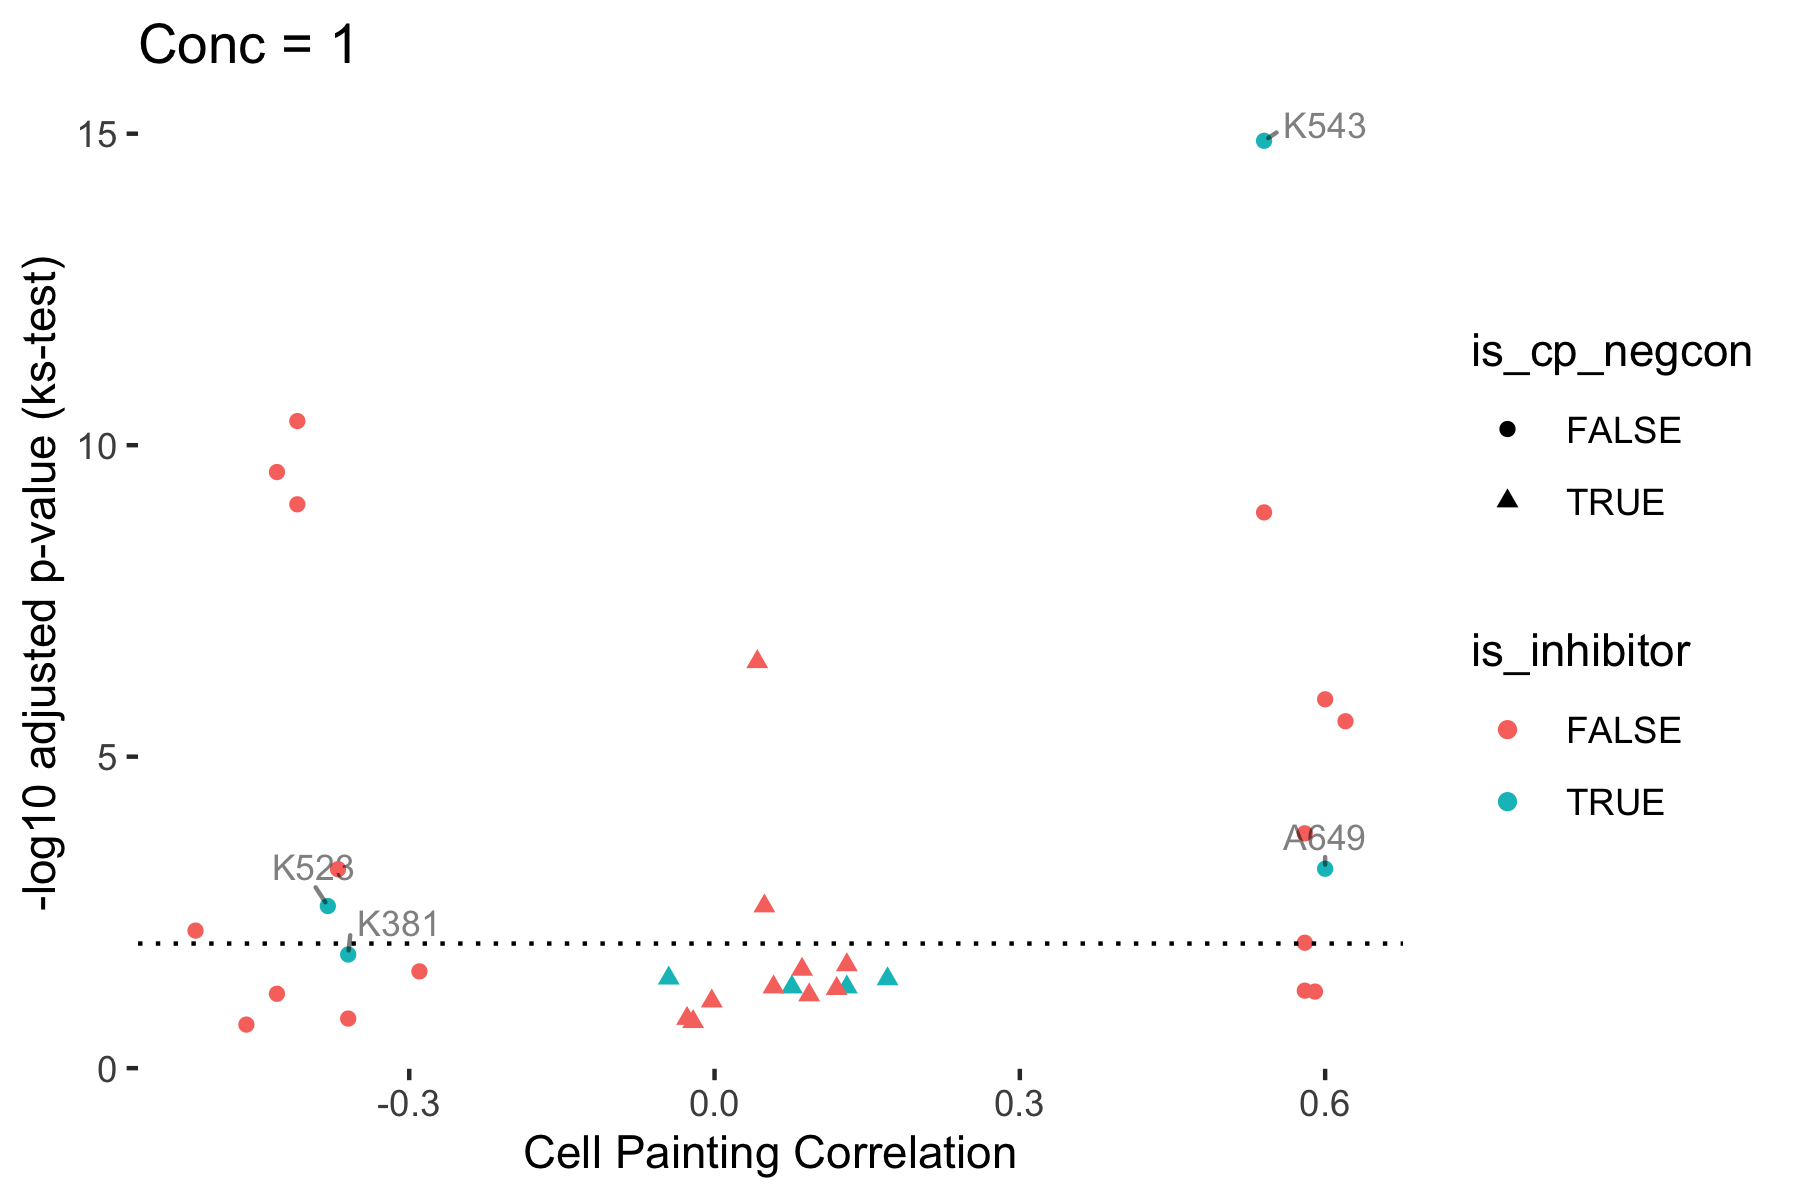 Conc = 1
15
10
5
0
-log10 adjusted p-value (ks-test)
K543
A649
K523
K381
-0.3
0.0
0.3
0.6
Cell Painting Correlation
is_cp_negcon
FALSE
TRUE
is_inhibitor
FALSE
TRUE